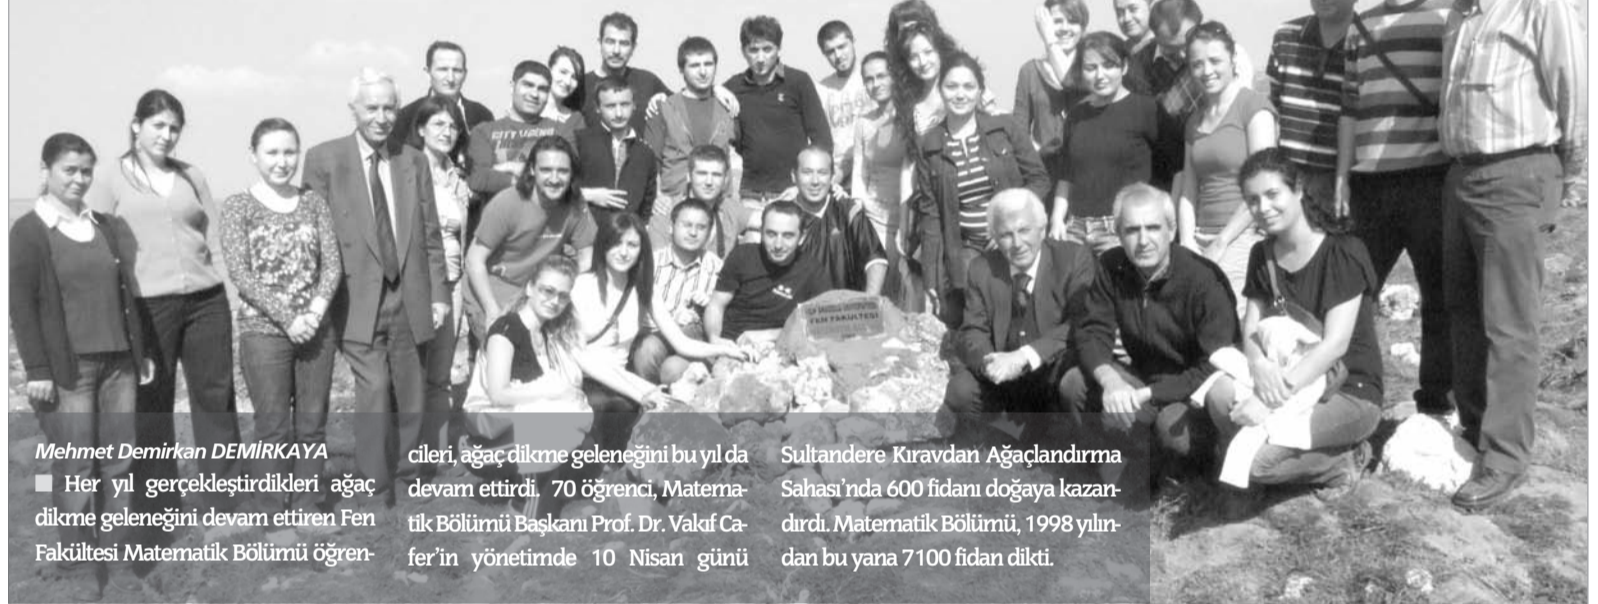 FEN FAKÜLTESİ
Mehmet Demirkan DEMİRKAYA
Her yıl gerçekleştirdikleri ağaç
dikme geleneğini devam ettiren Fen
Fakültesi Matematik Bölümü öğren-
cileri, ağaç dikme geleneğini bu yıl da
devam ettirdi. 70 öğrenci, Matema-
tik Bölümü Başkanı Prof. Dr. Vakıf Ca-
fer'in yönetimde 10 Nisan günü
Sultandere Kıravdan Ağaçlandırma
Sahası'nda 600 fidanı doğaya kazan-
dırdı. Matematik Bölümü, 1998 yılın-
dan bu yana 7100 fidan dikti.